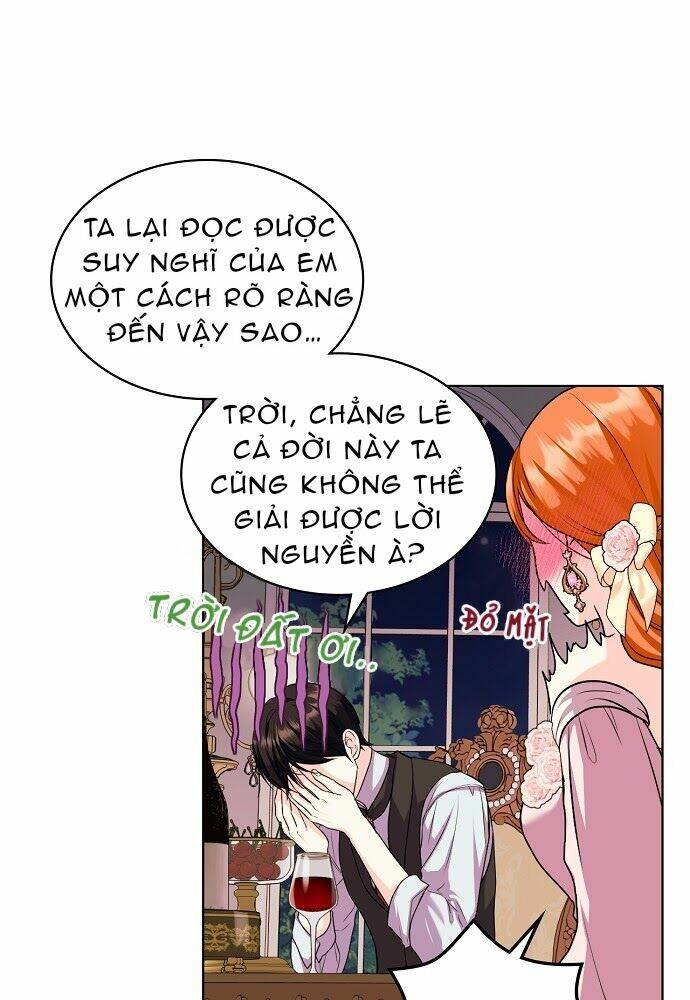 TA LẠI ĐỌC ĐƯỢC
SUY NGHĨ CỦA EM
MỘT CÁCH RÕ RÀNG
ĐẾN VẬY SAO...
TRỜI, CHẲNG LẼ
CẢ ĐỜI NÀY TA
CŨNG KHÔNG THỂ
GIẢI ĐƯỢC LỜI
NGUYỀN À?
TRỜI ĐẤT ƠI..
ĐỎ MẶT